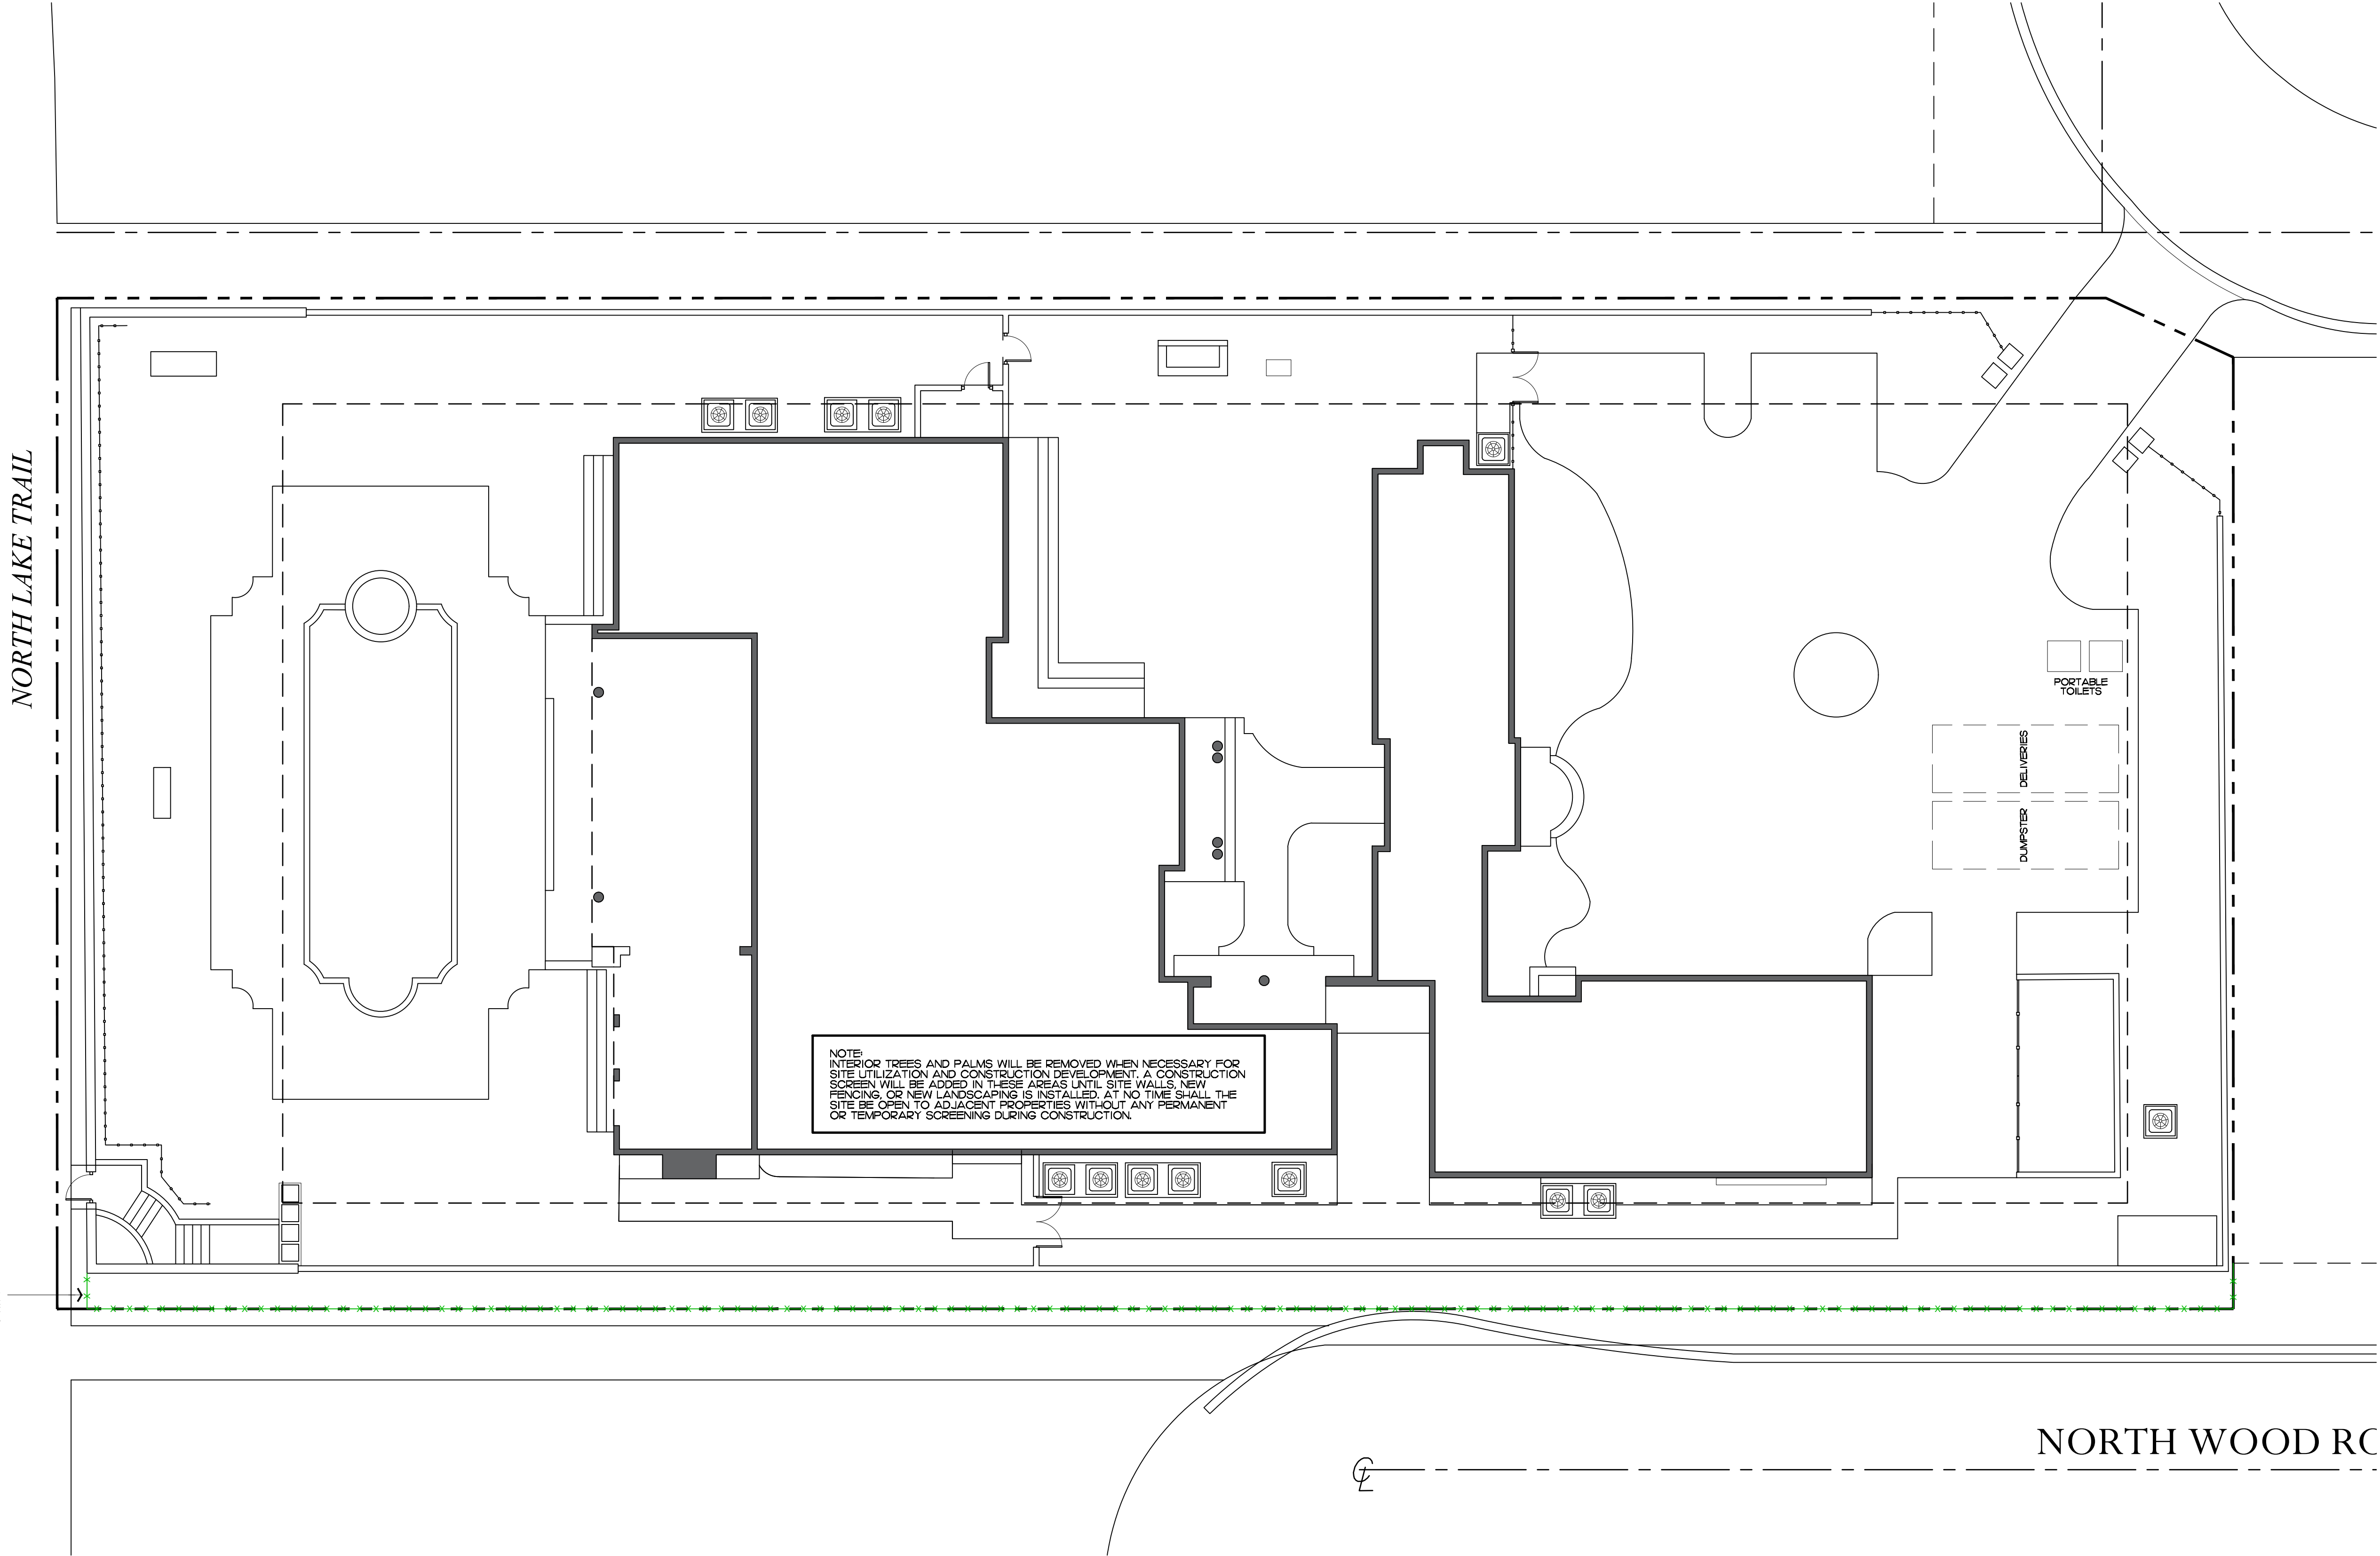 NORTH LAKE TRAIL
PORTABLE
TOILETS
DELIVERIES
DUMPSTER
NOTE:
INTERIOR TREES AND PALMS WILL BE REMOVED WHEN NECESSARY FOR
SITE UTILIZATION AND CONSTRUCTION DEVELOPMENT. A CONSTRUCTION
SCREEN WILL BE ADDED IN THESE AREAS UNTIL SITE WALLS, NEW
FENCING, OR NEW LANDSCAPING IS INSTALLED. AT NO TIME SHALL THE
SITE BE OPEN TO ADJACENT PROPERTIES WITHOUT ANY PERMANENT
OR TEMPORARY SCREENING DURING CONSTRUCTION.
NORTH WOOD RO
℄